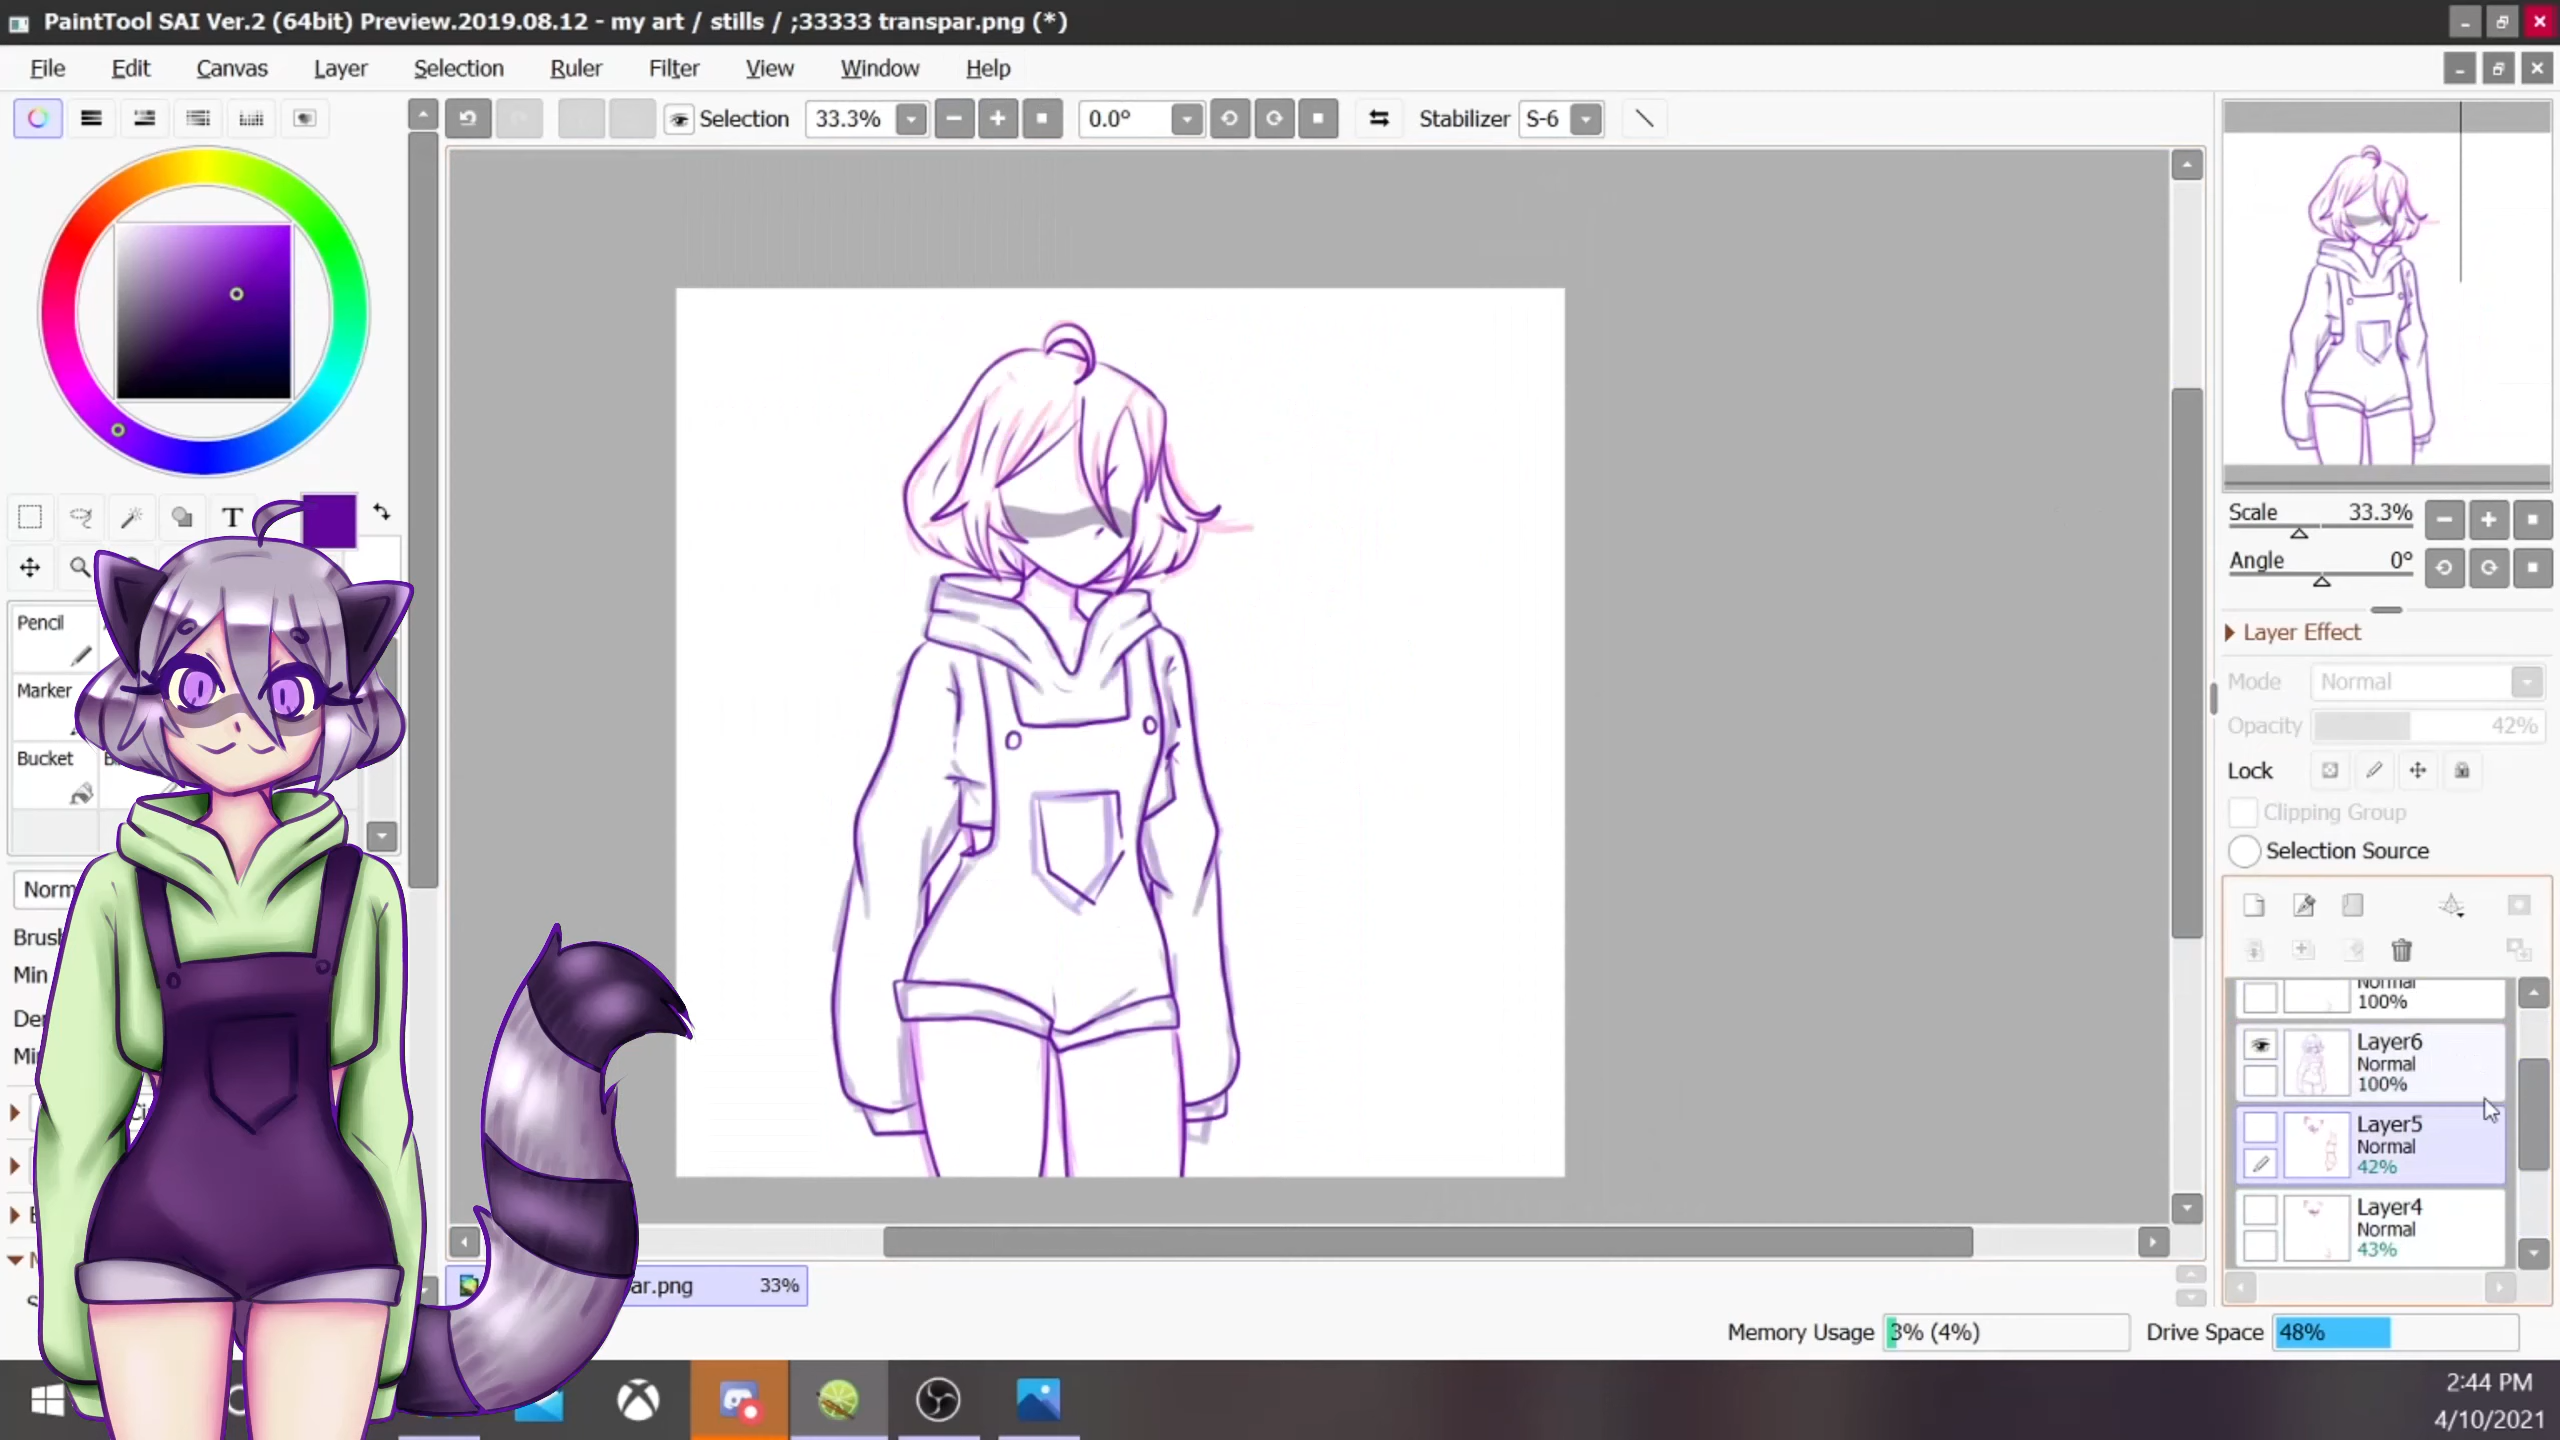 PaintTool SAI Ver.2 (64bit) Preview.2019.08.12 - my art / stills / ;33333 transpar.png (*)
File Edit Canvas Layer Selection Ruler Filter View Window Help
Selection 33.3% 0.0° Stabilizer S-6
T
Scale 33.3%
Angle 0°
Pencil
Marker
Bucket
Layer Effect
Mode Normal
Opacity 42%
Lock
Clipping Group
Selection Source
Norm
Brush
Min
Normal
100%
Layer6
Normal
100%
Layer5
Normal
42%
Layer4
Normal
43%
ar.png 33%
Memory Usage 3% (4%) Drive Space 48%
2:44 PM
4/10/2021